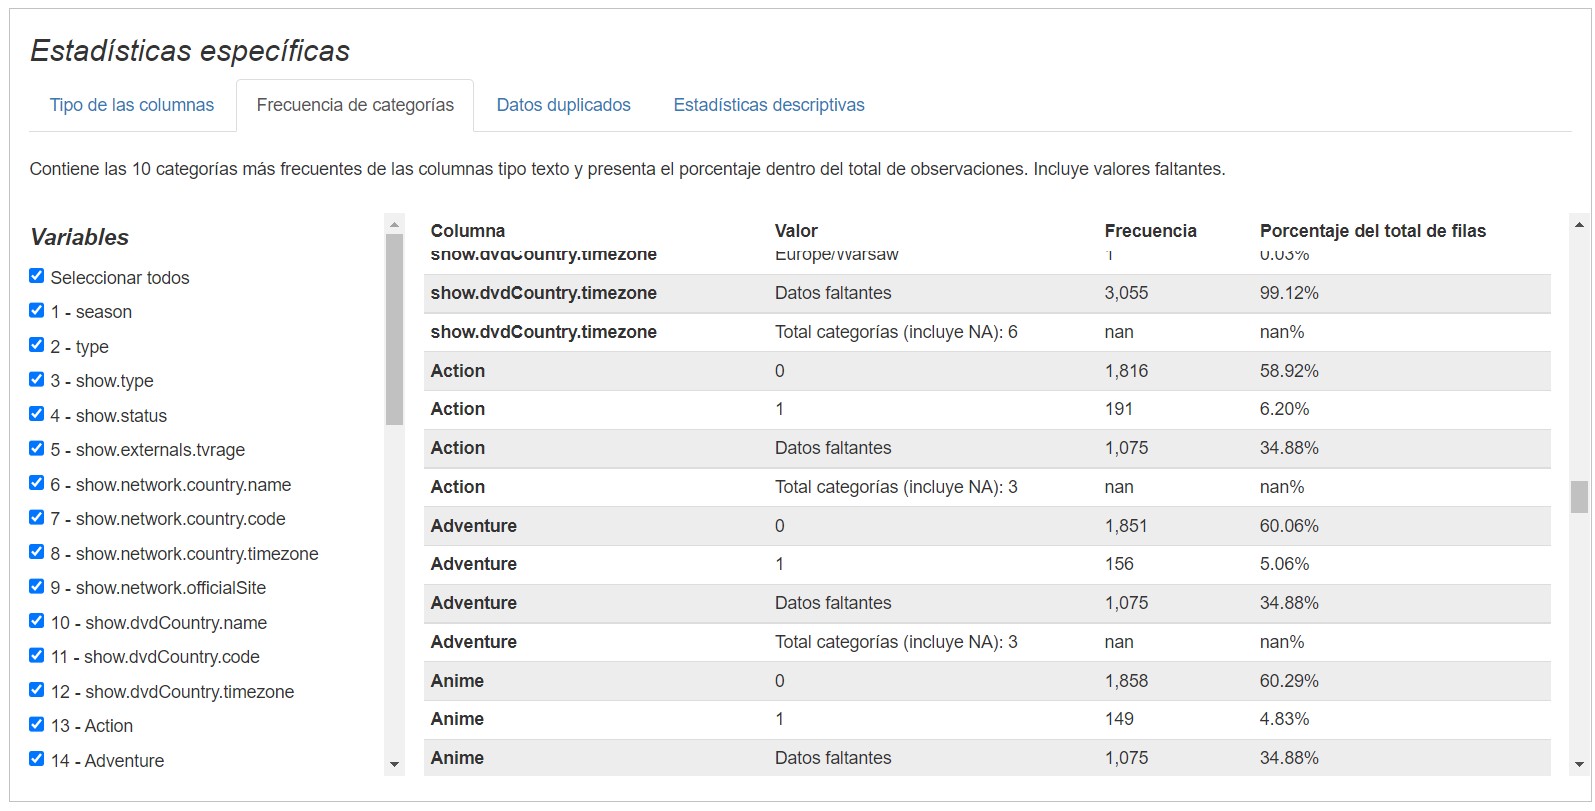 Estadísticas específicas
Tipo de las columnas Frecuencia de categorías Datos duplicados Estadísticas descriptivas
Contiene las 10 categorías más frecuentes de las columnas tipo texto y presenta el porcentaje dentro del total de observaciones. Incluye valores faltantes.
Variables
Seleccionar todos
1 - season
2 - type
3 - show.type
4 - show.status
5 - show.externals.tvrage
6 - show.network.country.name
7 - show.network.country.code
8 - show.network.country.timezone
9 - show.network.officialSite
10 - show.dvdCountry.name
11 - show.dvdCountry.code
12 - show.dvdCountry.timezone
13 - Action
14 - Adventure
Columna Valor Frecuencia Porcentaje del total de filas
show.dvdCountry.timezone Europe/Warsaw 1 0.03%
show.dvdCountry.timezone Datos faltantes 3,055 99.12%
show.dvdCountry.timezone Total categorías (incluye NA): 6 nan nan%
Action 0 1,816 58.92%
Action 1 191 6.20%
Action Datos faltantes 1,075 34.88%
Action Total categorías (incluye NA): 3 nan nan%
Adventure 0 1,851 60.06%
Adventure 1 156 5.06%
Adventure Datos faltantes 1,075 34.88%
Adventure Total categorías (incluye NA): 3 nan nan%
Anime 0 1,858 60.29%
Anime 1 149 4.83%
Anime Datos faltantes 1,075 34.88%